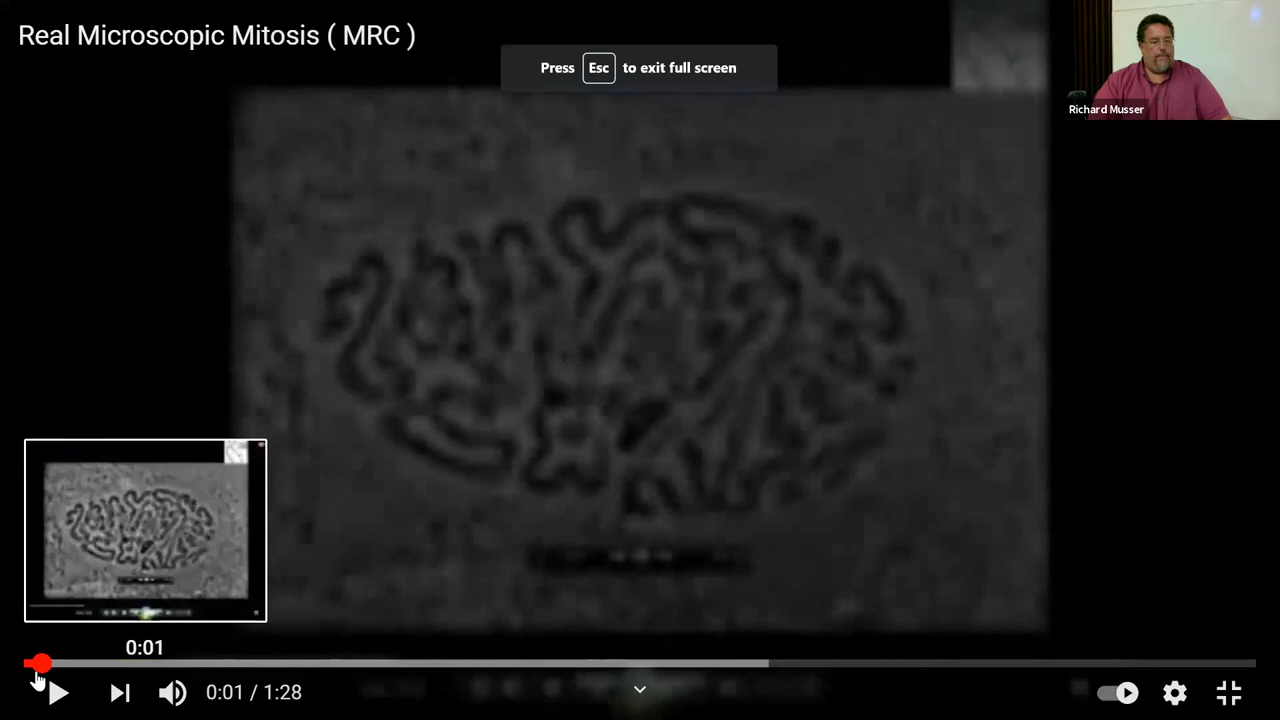 Real Microscopic Mitosis ( MRC )
Press Esc to exit full screen
Richard Musser
0:01
0:01 / 1:28